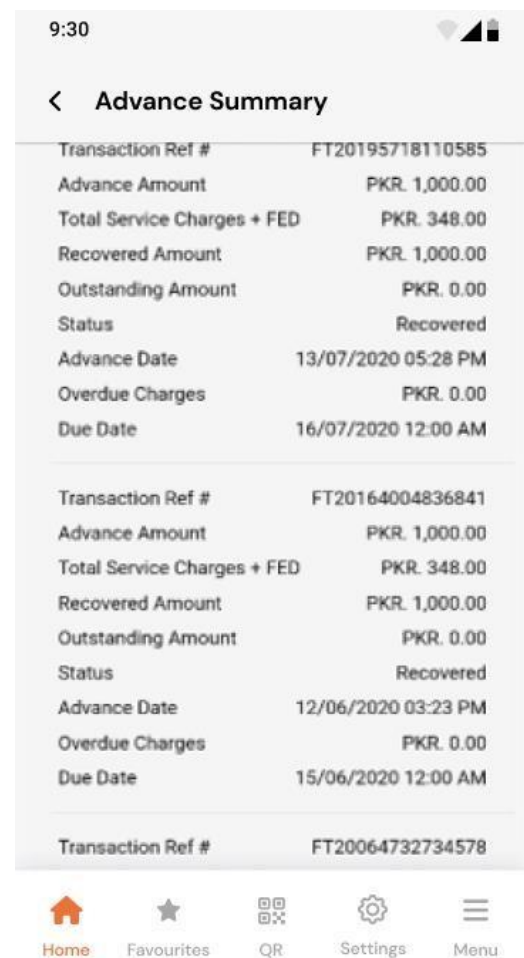 9:30
Advance Summary
Transaction Ref # FT20195718110585
Advance Amount PKR. 1,000.00
Total Service Charges + FED PKR. 348.00
Recovered Amount PKR. 1,000.00
Outstanding Amount PKR. 0.00
Status Recovered
Advance Date 13/07/2020 05:28 PM
Overdue Charges PKR. 0.00
Due Date 16/07/2020 12:00 AM
Transaction Ref # FT20164004836841
Advance Amount PKR. 1,000.00
Total Service Charges + FED PKR. 348.00
Recovered Amount PKR. 1,000.00
Outstanding Amount PKR. 0.00
Status Recovered
Advance Date 12/06/2020 03:23 PM
Overdue Charges PKR. 0.00
Due Date 15/06/2020 12:00 AM
Transaction Ref # FT20064732734578
Home Favourites QR Settings Menu